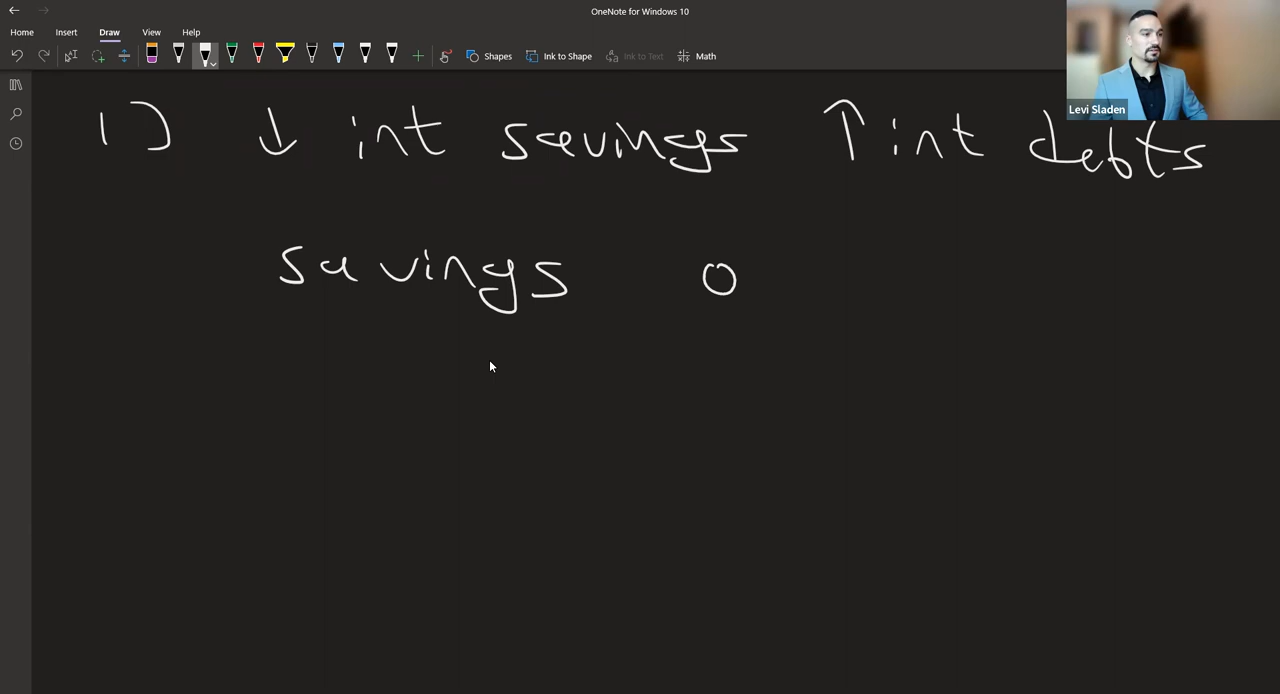 OneNote for Windows 10
Home Insert Draw View Help
Shapes Ink to Shape Ink to Text Math
Levi Sladen
1) ↓ int savings ↑ int debts
savings 0